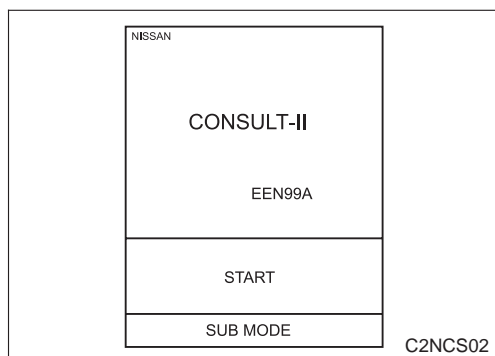 NISSAN
CONSULT-II
EEN99A
START
SUB MODE
C2NCS02